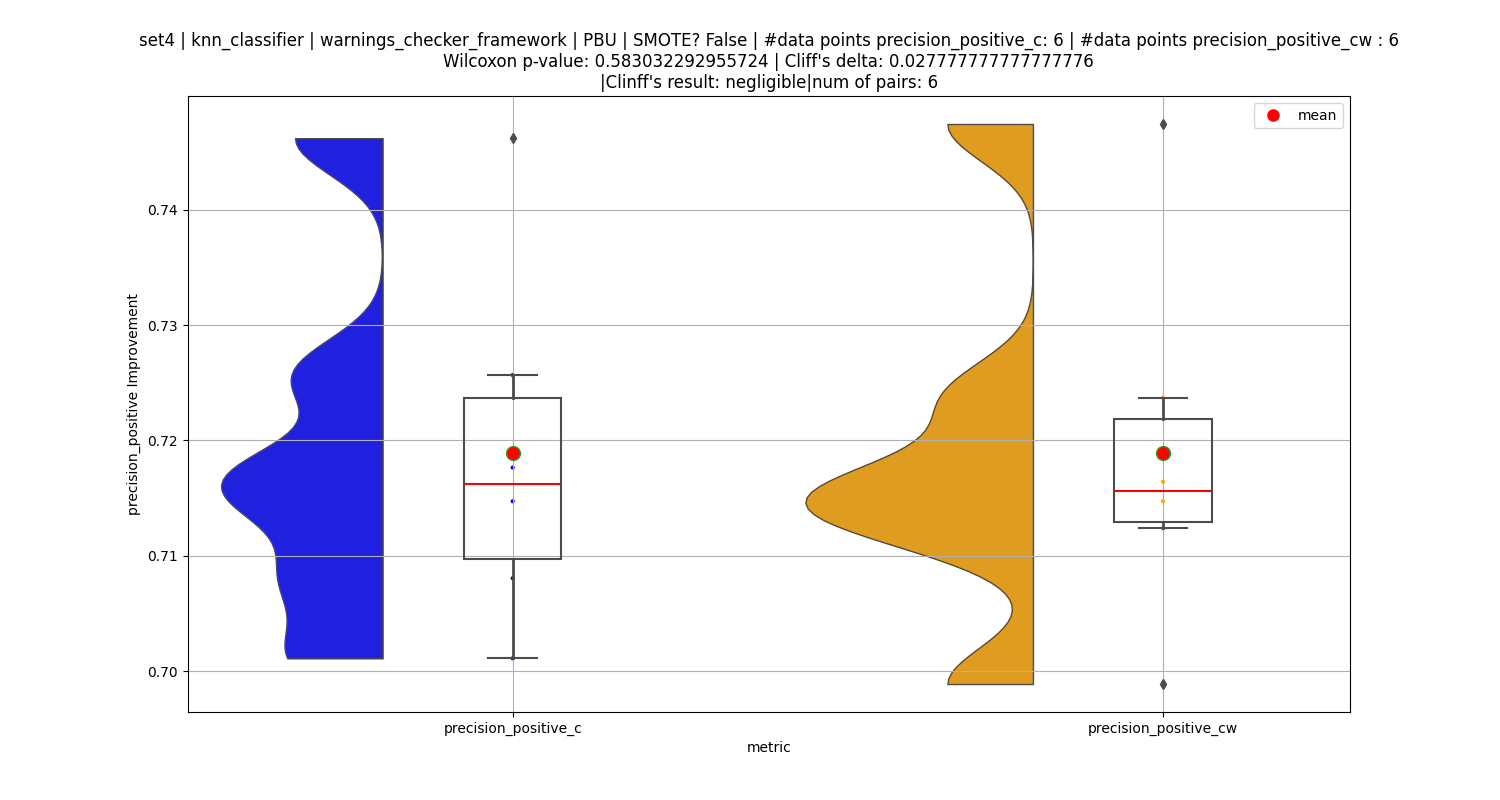 set4 | knn_classifier | warnings_checker_framework | PBU | SMOTE? False | #data points precision_positive_c: 6 | #data points precision_positive_cw : 6
Wilcoxon p-value: 0.583032292955724 | Cliff's delta: 0.027777777777777776
|Clinff's result: negligible|num of pairs: 6
mean
0.74
0.73
0.72
0.71
0.70
precision_positive Improvement
precision_positive_c
precision_positive_cw
metric